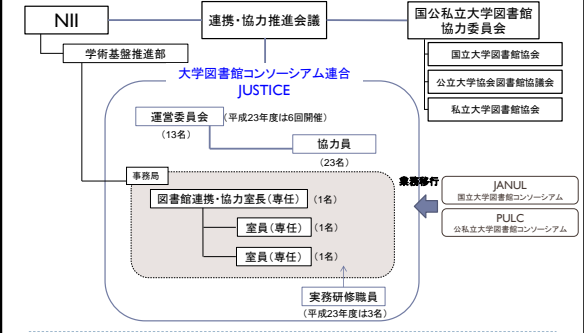 NII
連携・協力推進会議
国公私立大学図書館
協力委員会
学術基盤推進部
国立大学図書館協会
公立大学協会図書館協議会
私立大学図書館協会
大学図書館コンソーシアム連合
JUSTICE
運営委員会
(平成23年度は6回開催)
(13名)
協力員
(23名)
事務局
図書館連携・協力室長(専任)
(1名)
室員(専任)
(1名)
室員(専任)
(1名)
業務移行
JANUL
国立大学図書館コンソーシアム
PULC
公私立大学図書館コンソーシアム
実務研修職員
(平成23年度は3名)